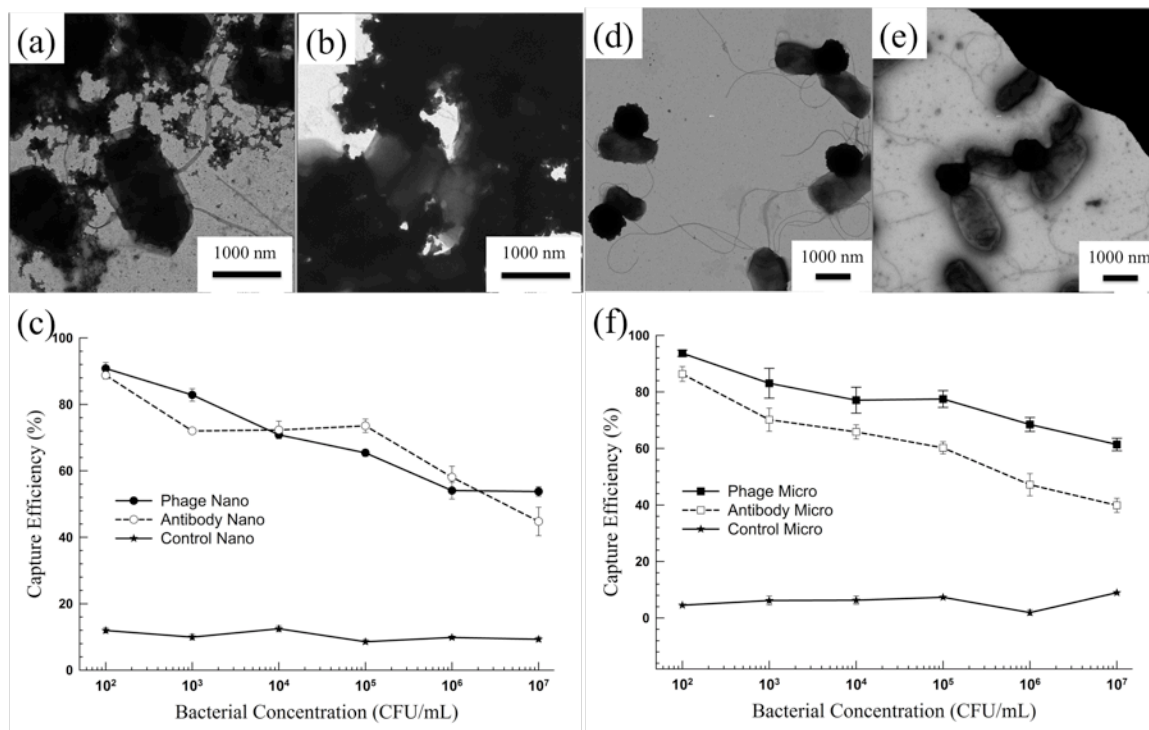 (a)
(b)
(d)
(e)
1000 nm
1000 nm
1000 nm
1000 nm
(c)
100
80
60
40
20
0
Capture Efficiency (%)
Phage Nano
Antibody Nano
Control Nano
10² 10³ 10⁴ 10⁵ 10⁶ 10⁷
Bacterial Concentration (CFU/mL)
(f)
100
80
60
40
20
0
Capture Efficiency (%)
Phage Micro
Antibody Micro
Control Micro
10² 10³ 10⁴ 10⁵ 10⁶ 10⁷
Bacterial Concentration (CFU/mL)